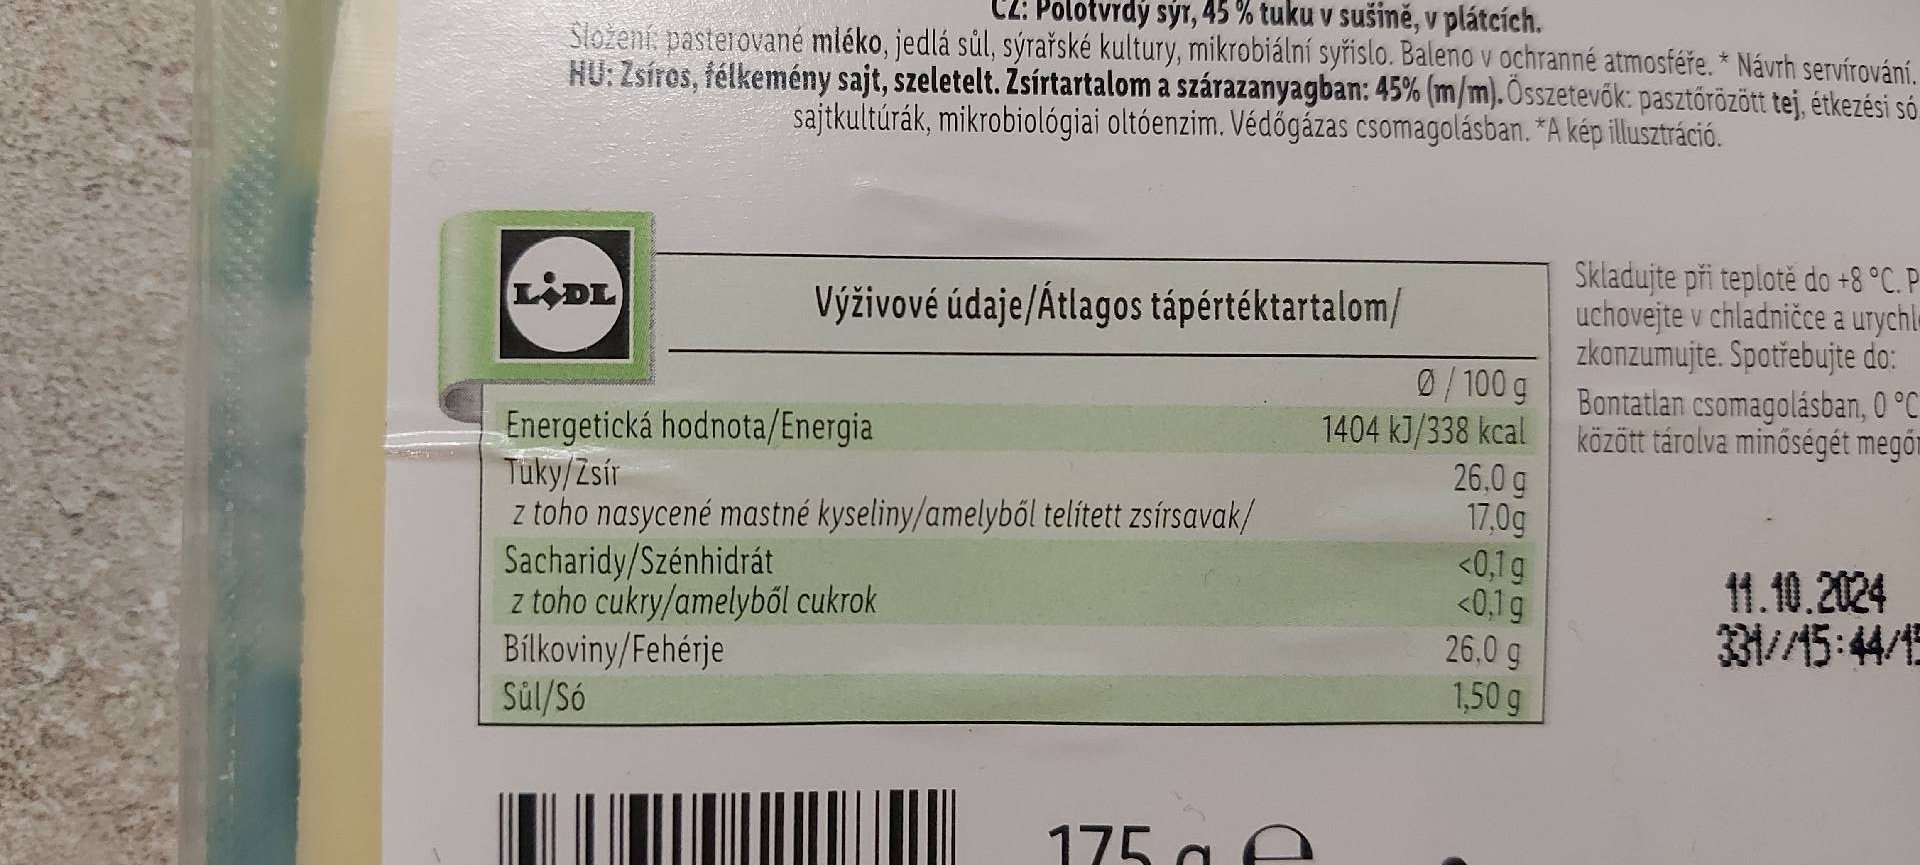 CZ: Polotvrdý sýr, 45 % tuku v sušině, v plátcích.
Složení: pasterované mléko, jedlá sůl, sýrařské kultury, mikrobiální syřislo. Baleno v ochranné atmosféře. * Návrh servírování.
HU: Zsíros, félkemény sajt, szeletelt. Zsírtartalom a szárazanyagban: 45% (m/m). Összetevők: pasztőrözött tej, étkezési só
sajtkultúrák, mikrobiológiai oltóenzim. Védőgázas csomagolásban. *A kép illusztráció.
LIDL
Výživové údaje/Átlagos tápértéktartalom/
Ø / 100 g
Energetická hodnota/Energia 1404 kJ/338 kcal
Tuky/Zsír 26,0 g
z toho nasycené mastné kyseliny/amelyből telített zsírsavak/ 17,0g
Sacharidy/Szénhidrát <0,1 g
z toho cukry/amelyből cukrok <0,1 g
Bílkoviny/Fehérje 26,0 g
Sůl/Só 1,50 g
Skladujte při teplotě do +8 °C. P
uchovejte v chladničce a urychl
zkonzumujte. Spotřebujte do:
Bontatlan csomagolásban, 0 °C
között tárolva minőségét megőr
11.10.2024
331//15:44/1
175 g e